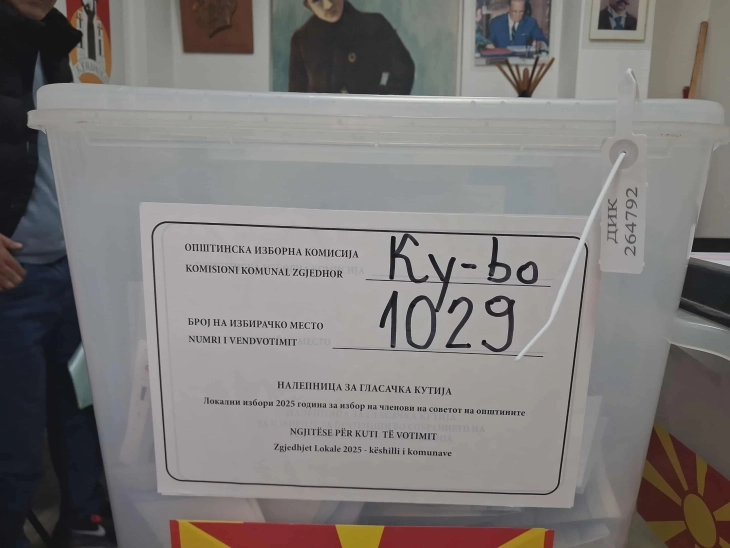 ОПШТИНСКА ИЗБОРНА КОМИСИЈА
KOMISIONI KOMUNAL ZGJEDHOR
Ку-во
БРОЈ НА ИЗБИРАЧКО МЕСТО
NUMRI I VENDVOTIMIT
1029
НАЛЕПНИЦА ЗА ГЛАСАЧКА КУТИЈА
Локални избори 2025 година за избор на членови на советот на општините
NGJITËSE PËR KUTI TË VOTIMIT
Zgjedhjet Lokale 2025 - këshilli i komunave
ДИК
264792